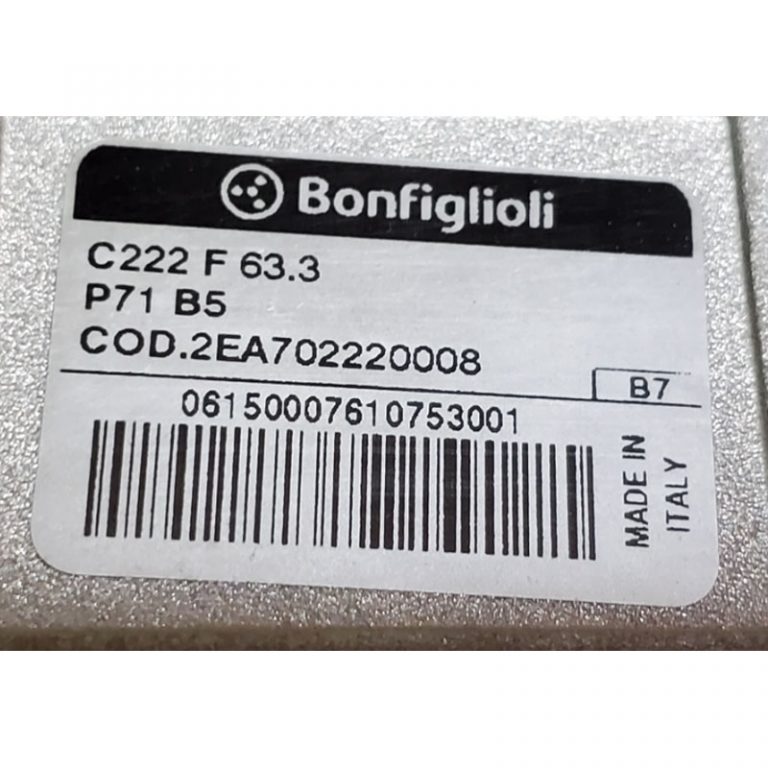 Bonfiglioli
C222 F 63.3
P71 B5
COD.2EA702220008
B7
06150007610753001
MADE IN
ITALY